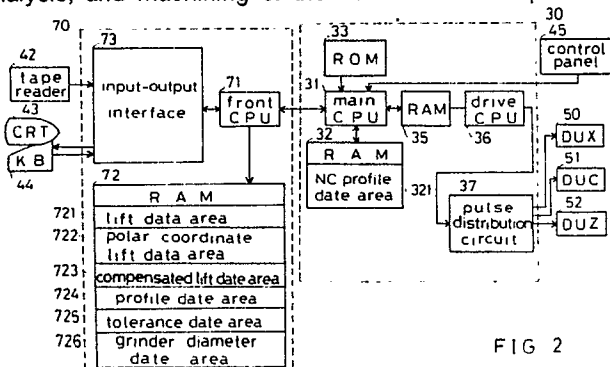 alysis, and machining
70
30
42
73
33
45
tape
reader
input-output
interface
71
front
CPU
31
ROM
main
CPU
RAM
35
drive
CPU
36
control
panel
43
CRT
KB
44
32
RAM
NC profile
date area
321
37
pulse
distribution
circuit
50
DUX
51
DUC
52
DUZ
72
RAM
721
lift data area
722
polar coordinate
lift data area
723
compensated lift date area
724
profile date area
725
tolerance date area
726
grinder diameter
date area
FIG 2